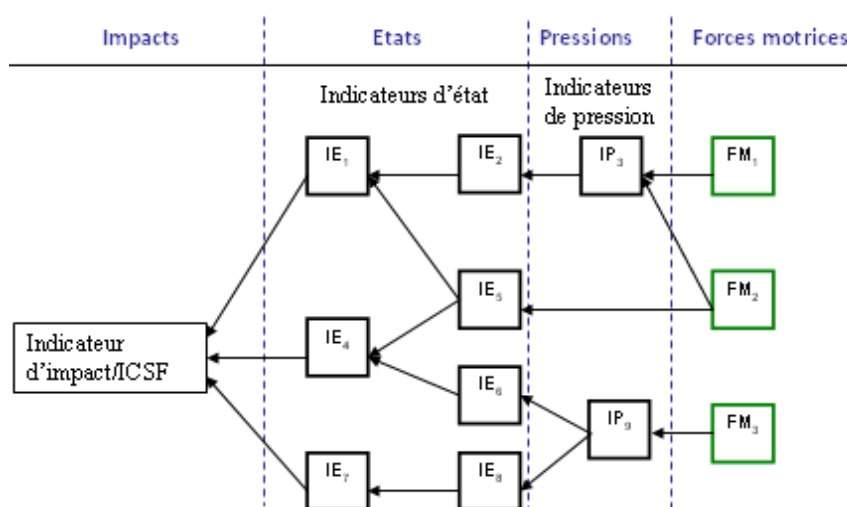 Impacts Etats Pressions Forces motrices
Indicateurs d'état
Indicateurs
de pression
IE₁ IE₂ IP₃ FM₁
IE₅ FM₂
Indicateur
d'impact/ICSF
IE₄
IE₆
IP₉ FM₃
IE₇ IE₈